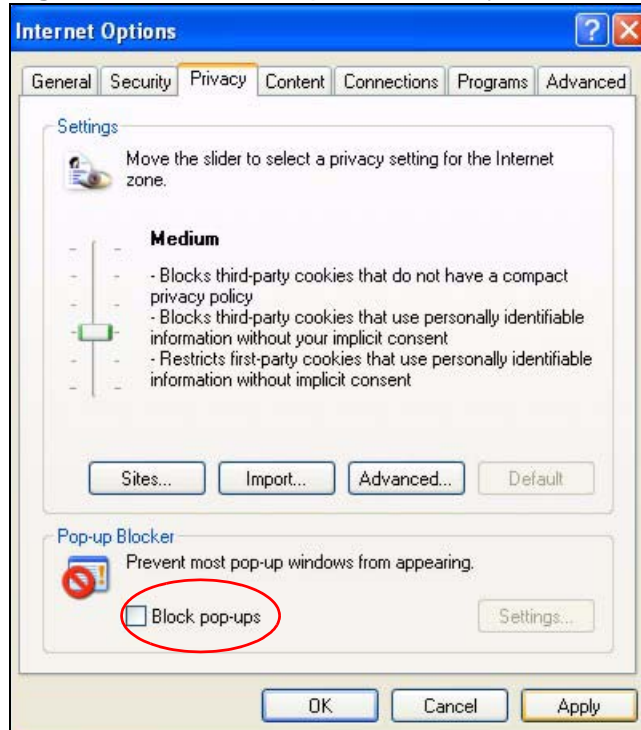 Internet Options
General Security Privacy Content Connections Programs Advanced
Settings
Move the slider to select a privacy setting for the Internet
zone.
Medium
- Blocks third-party cookies that do not have a compact
privacy policy
- Blocks third-party cookies that use personally identifiable
information without your implicit consent
- Restricts first-party cookies that use personally identifiable
information without implicit consent
Sites... Import... Advanced... Default
Pop-up Blocker
Prevent most pop-up windows from appearing.
Block pop-ups Settings...
OK Cancel Apply